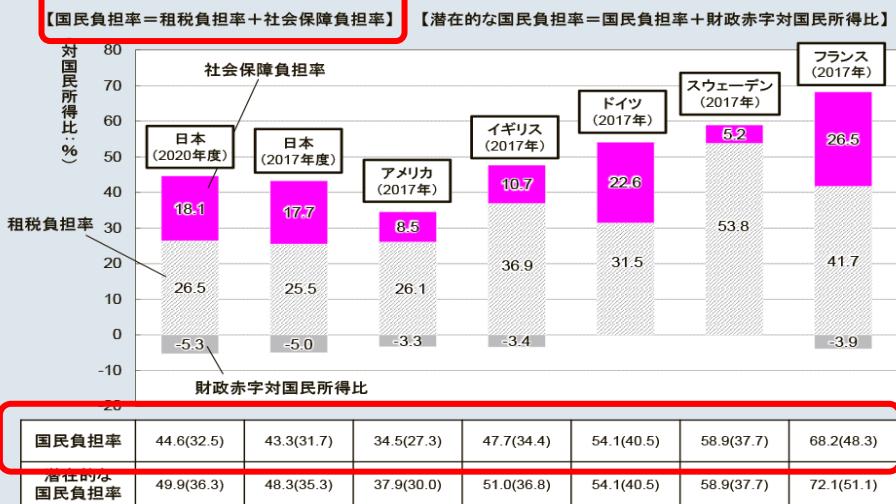 【国民負担率＝租税負担率＋社会保障負担率】 【潜在的な国民負担率＝国民負担率＋財政赤字対国民所得比】
対国民所得比：％）
80
70
60
50
40
30
20
10
0
-10
-20
社会保障負担率
租税負担率
財政赤字対国民所得比
日本
（2020年度）
18.1
26.5
-5.3
日本
（2017年度）
17.7
25.5
-5.0
アメリカ
（2017年）
8.5
26.1
-3.3
イギリス
（2017年）
10.7
36.9
-3.4
ドイツ
（2017年）
22.6
31.5
スウェーデン
（2017年）
5.2
53.8
フランス
（2017年）
26.5
41.7
-3.9
国民負担率 44.6(32.5) 43.3(31.7) 34.5(27.3) 47.7(34.4) 54.1(40.5) 58.9(37.7) 68.2(48.3)
潜在的な
国民負担率 49.9(36.3) 48.3(35.3) 37.9(30.0) 51.0(36.8) 54.1(40.5) 58.9(37.7) 72.1(51.1)